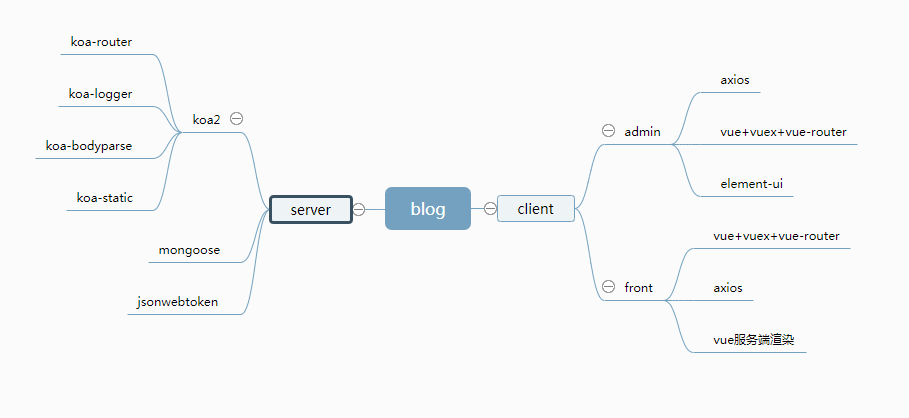 blog
server
koa2
koa-router
koa-logger
koa-bodyparse
koa-static
mongoose
jsonwebtoken
client
admin
axios
vue+vuex+vue-router
element-ui
front
vue+vuex+vue-router
axios
vue服务端渲染